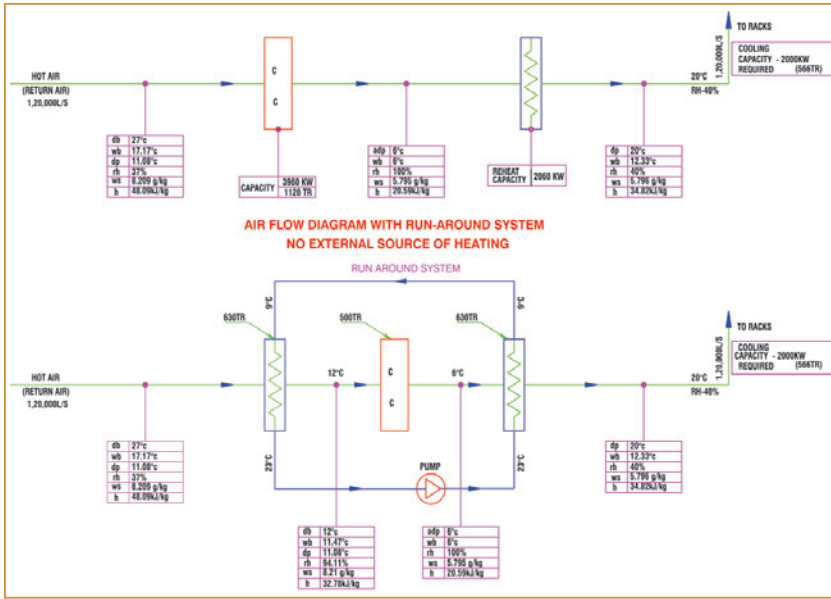 TO RACKS
COOLING
CAPACITY - 2000KW
REQUIRED (566TR)
1,20,000L/S
HOT AIR
(RETURN AIR)
1,20,000L/S
C
C
20°C
RH-40%
db 27°c
wb 17.17°c
dp 11.08°c
rh 37%
ws 8.209 g/kg
h 48.09kJ/kg
CAPACITY 3960 KW
1120 TR
adp 6°c
wb 6°c
rh 100%
ws 5.795 g/kg
h 20.59kJ/kg
REHEAT
CAPACITY 2060 KW
dp 20°c
wb 12.33°c
rh 40%
ws 5.796 g/kg
h 34.82kJ/kg
AIR FLOW DIAGRAM WITH RUN-AROUND SYSTEM
NO EXTERNAL SOURCE OF HEATING
RUN AROUND SYSTEM
9°C
9°C
630TR
500TR
630TR
TO RACKS
COOLING
CAPACITY - 2000KW
REQUIRED (566TR)
1,20,000L/S
HOT AIR
(RETURN AIR)
1,20,000L/S
12°C
C
C
6°C
20°C
RH-40%
23°C
23°C
PUMP
db 27°c
wb 17.17°c
dp 11.08°c
rh 37%
ws 8.209 g/kg
h 48.09kJ/kg
dp 20°c
wb 12.33°c
rh 40%
ws 5.796 g/kg
h 34.82kJ/kg
db 12°c
wb 11.47°c
dp 11.08°c
rh 94.11%
ws 8.21 g/kg
h 32.78kJ/kg
adp 6°c
wb 6°c
rh 100%
ws 5.795 g/kg
h 20.59kJ/kg